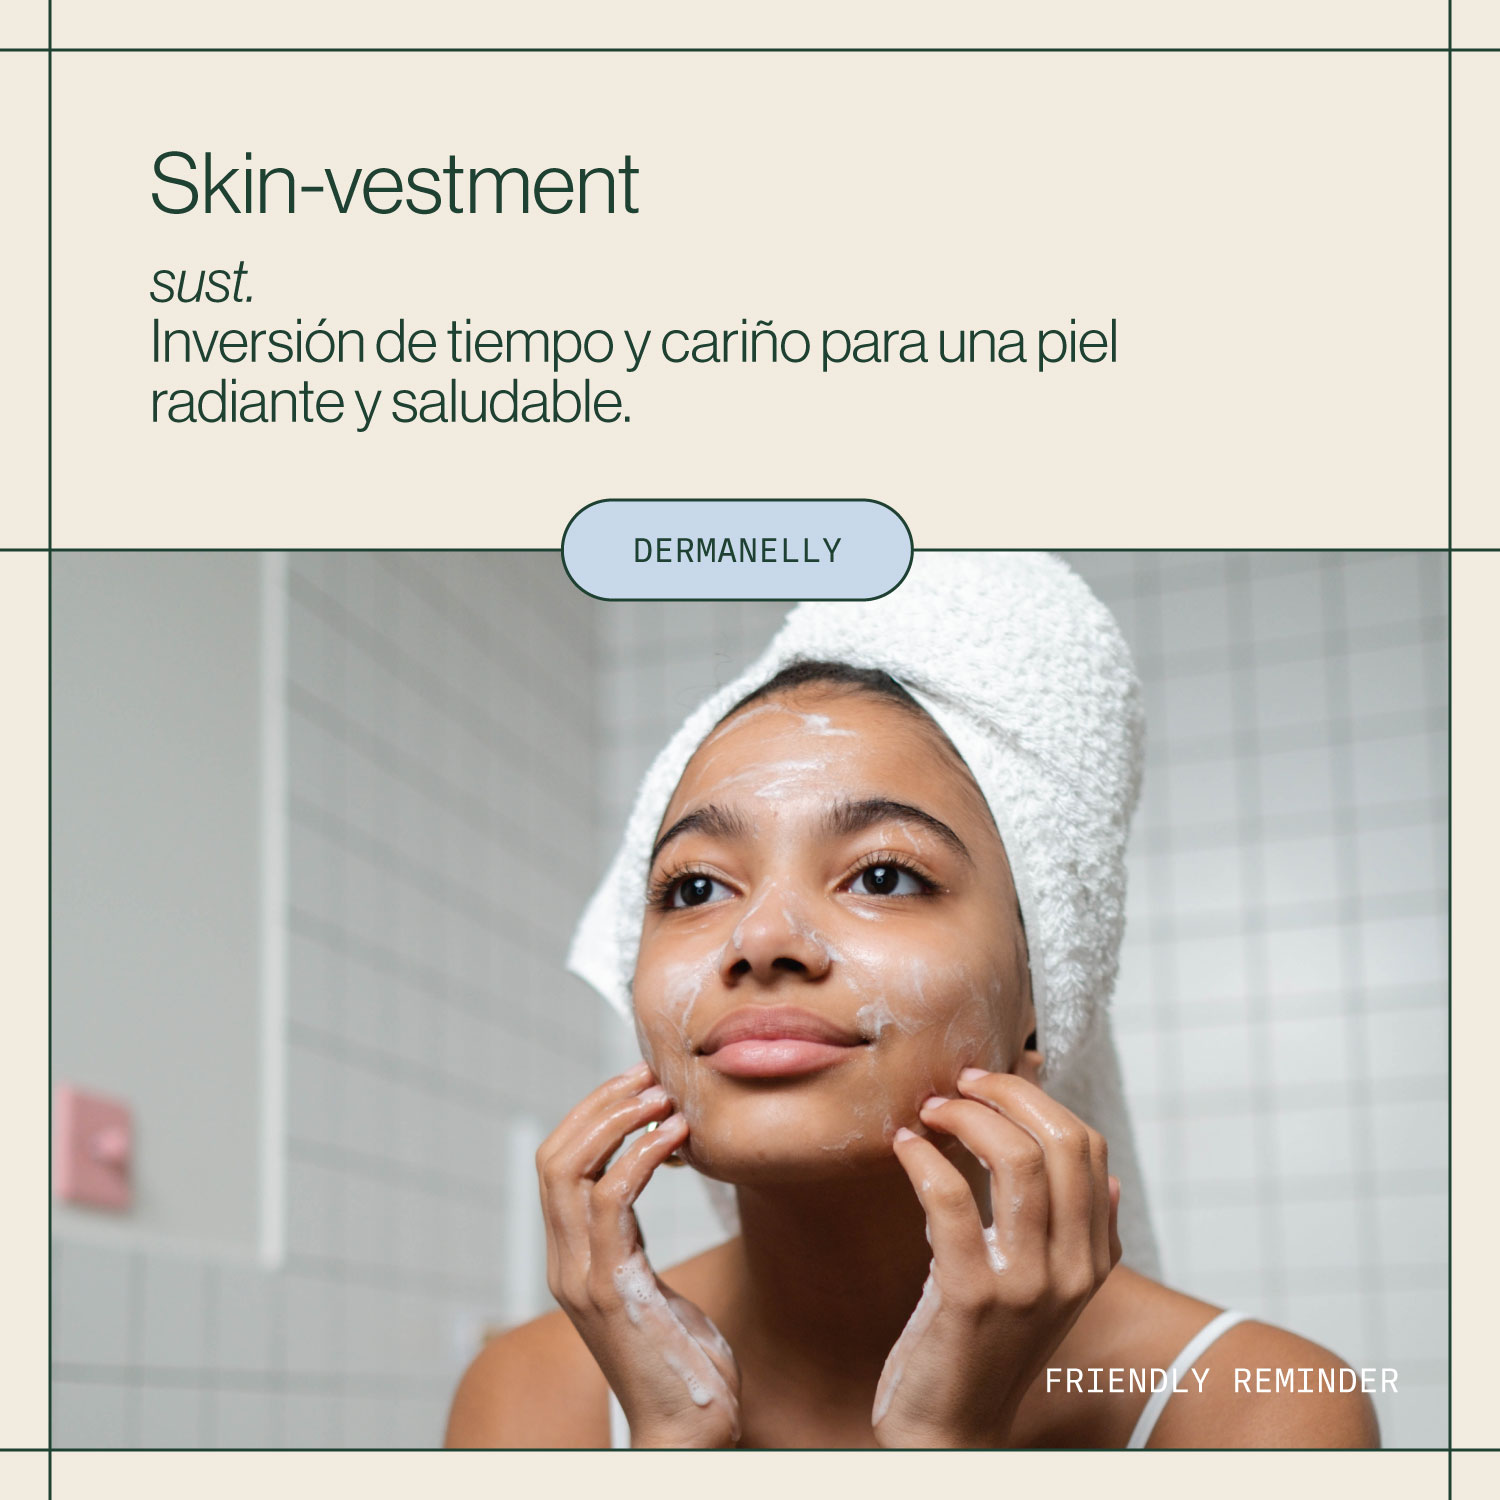 Skin-vestment
sust.
Inversión de tiempo y cariño para una piel
radiante y saludable.
DERMANELLY
FRIENDLY REMINDER